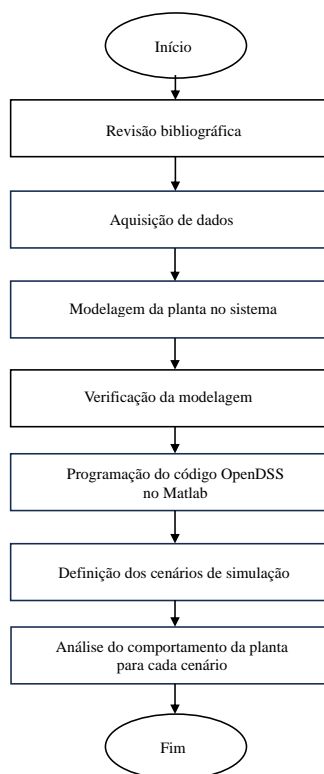 Início
Revisão bibliográfica
Aquisição de dados
Modelagem da planta no sistema
Verificação da modelagem
Programação do código OpenDSS
no Matlab
Definição dos cenários de simulação
Análise do comportamento da planta
para cada cenário
Fim